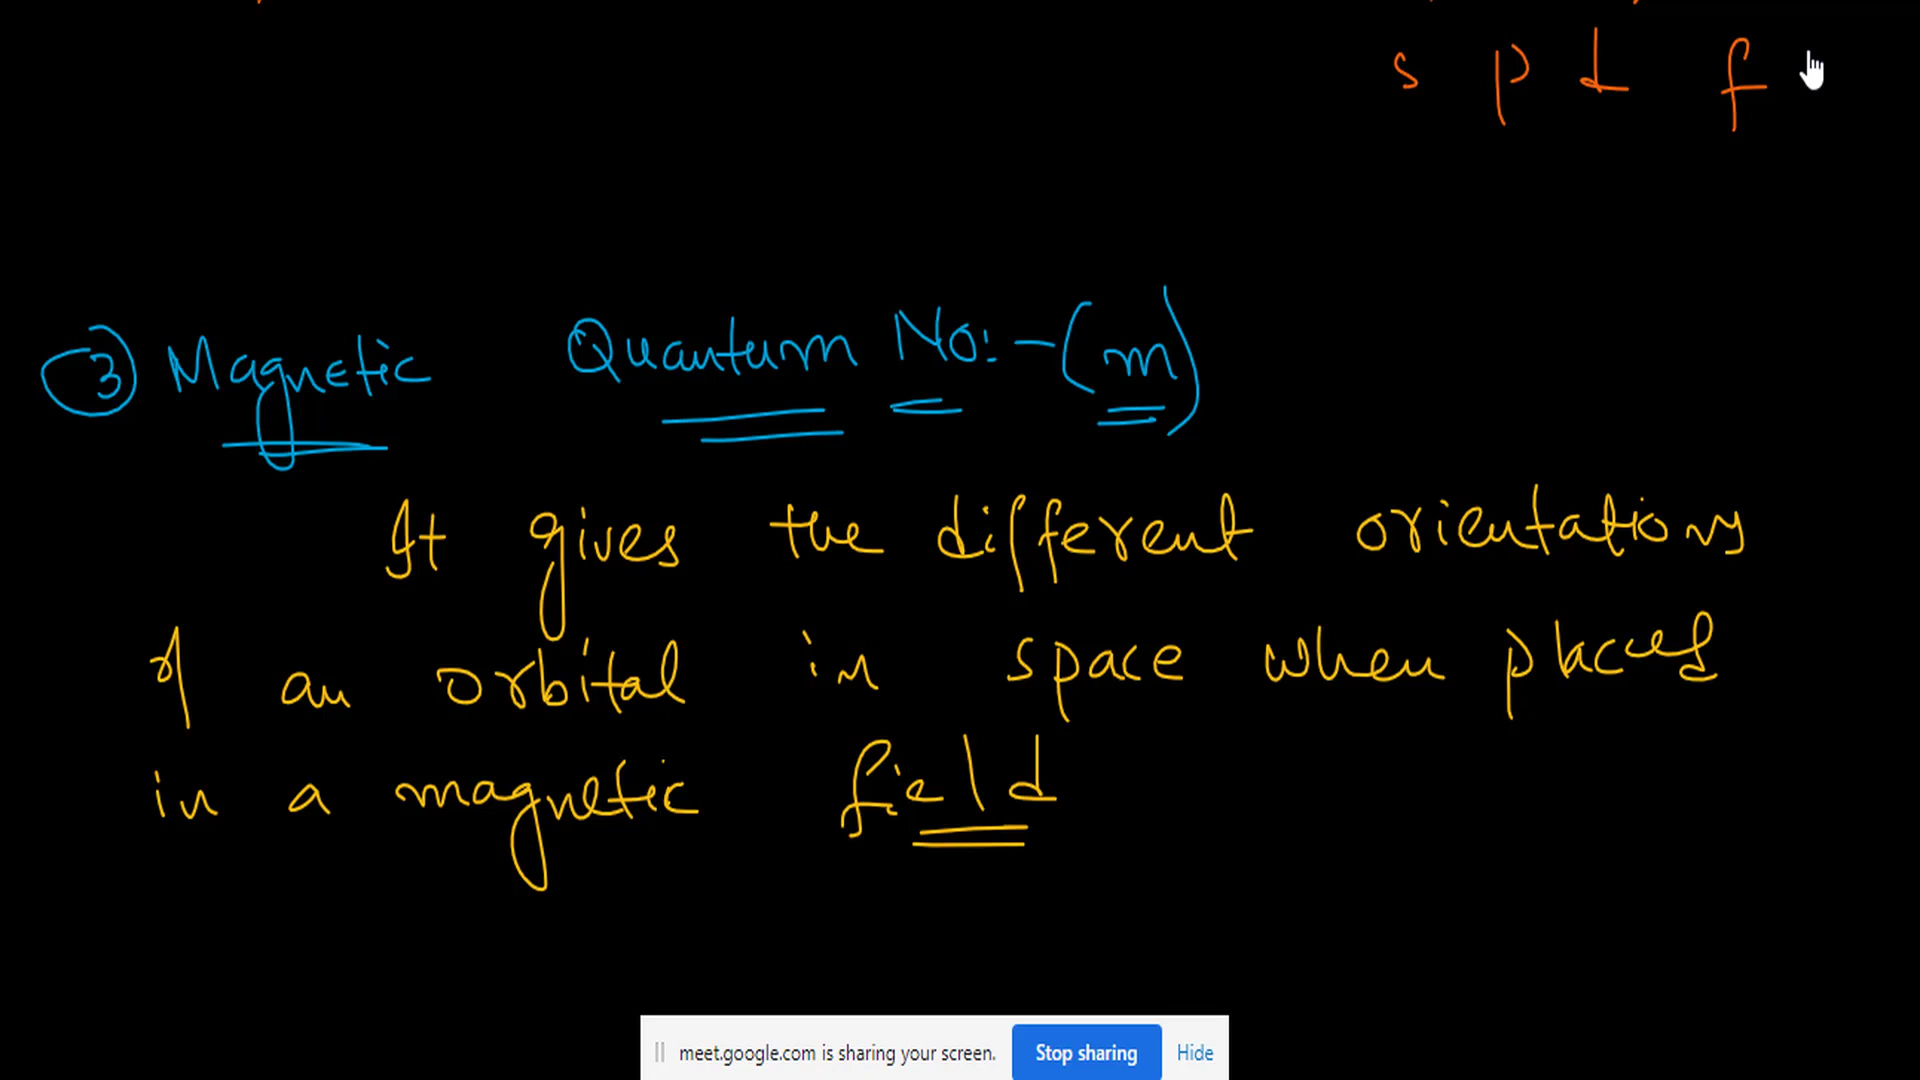 s p d f
③ Magnetic Quantum No:-(m)
It gives the different orientations
of an orbital in space when placed
in a magnetic field
meet.google.com is sharing your screen. Stop sharing Hide